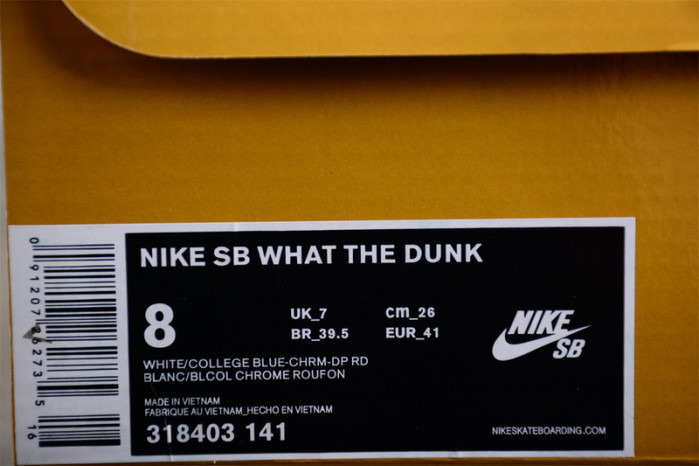 NIKE SB WHAT THE DUNK
8
UK_7 cm_26
BR_39.5 EUR_41
NIKE
SB
WHITE/COLLEGE BLUE-CHRM-DP RD
BLANC/BLCOL CHROME ROUFON
MADE IN VIETNAM
FABRIQUE AU VIETNAM_HECHO EN VIETNAM
318403 141
NIKESKATEBOARDING.COM